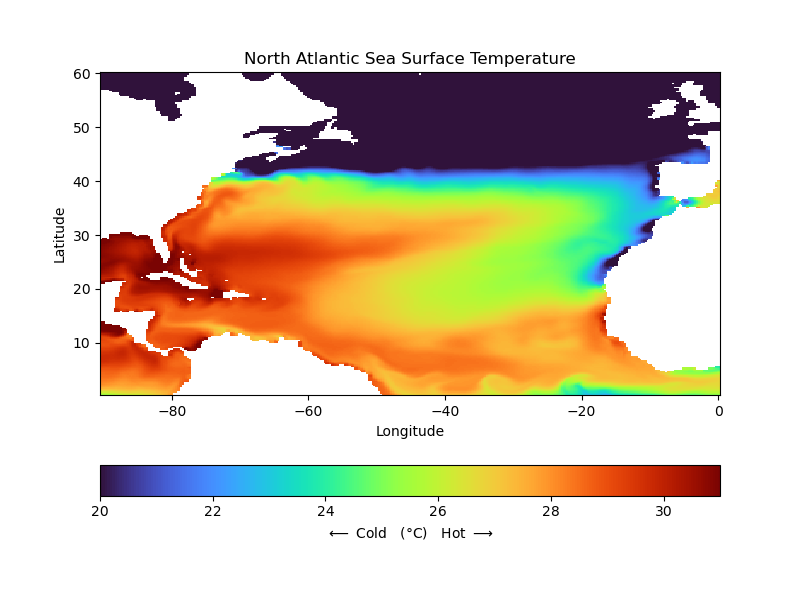 North Atlantic Sea Surface Temperature
60
50
40
30
20
10
Latitude
−80 −60 −40 −20 0
Longitude
20 22 24 26 28 30
⟵ Cold (°C) Hot ⟶